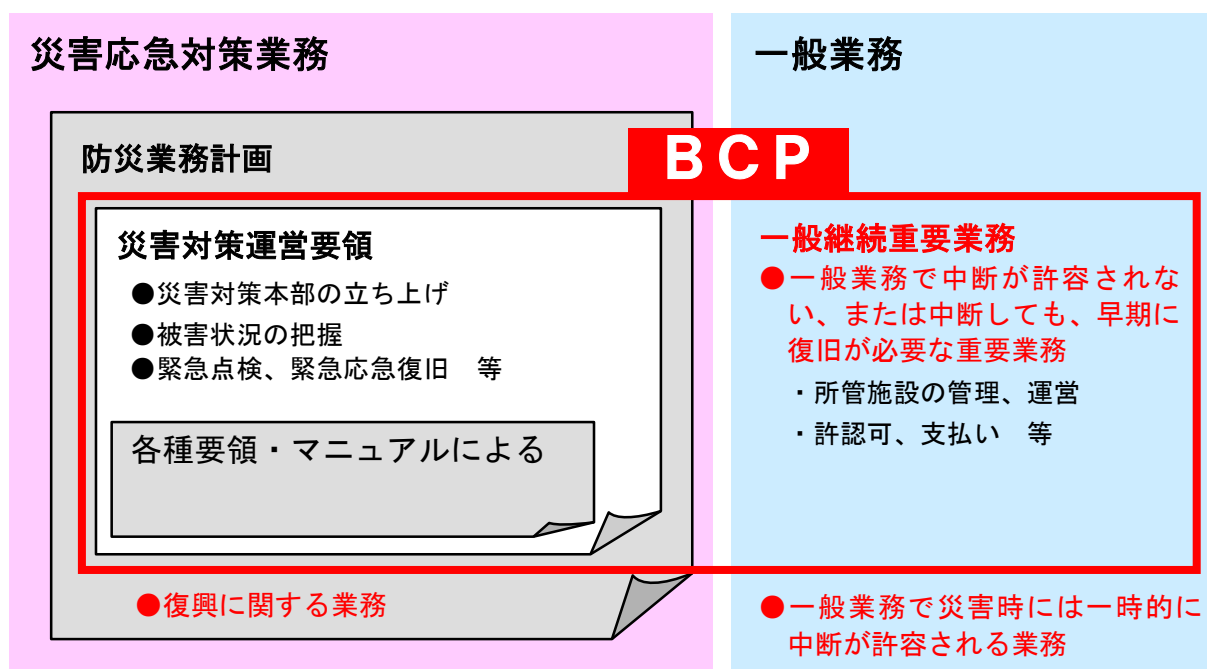 災害応急対策業務
防災業務計画
BCP
災害対策運営要領
●災害対策本部の立ち上げ
●被害状況の把握
●緊急点検、緊急応急復旧　等
各種要領・マニュアルによる
●復興に関する業務
一般業務
一般継続重要業務
●一般業務で中断が許容されな
い、または中断しても、早期に
復旧が必要な重要業務
・所管施設の管理、運営
・許認可、支払い　等
●一般業務で災害時には一時的に
中断が許容される業務